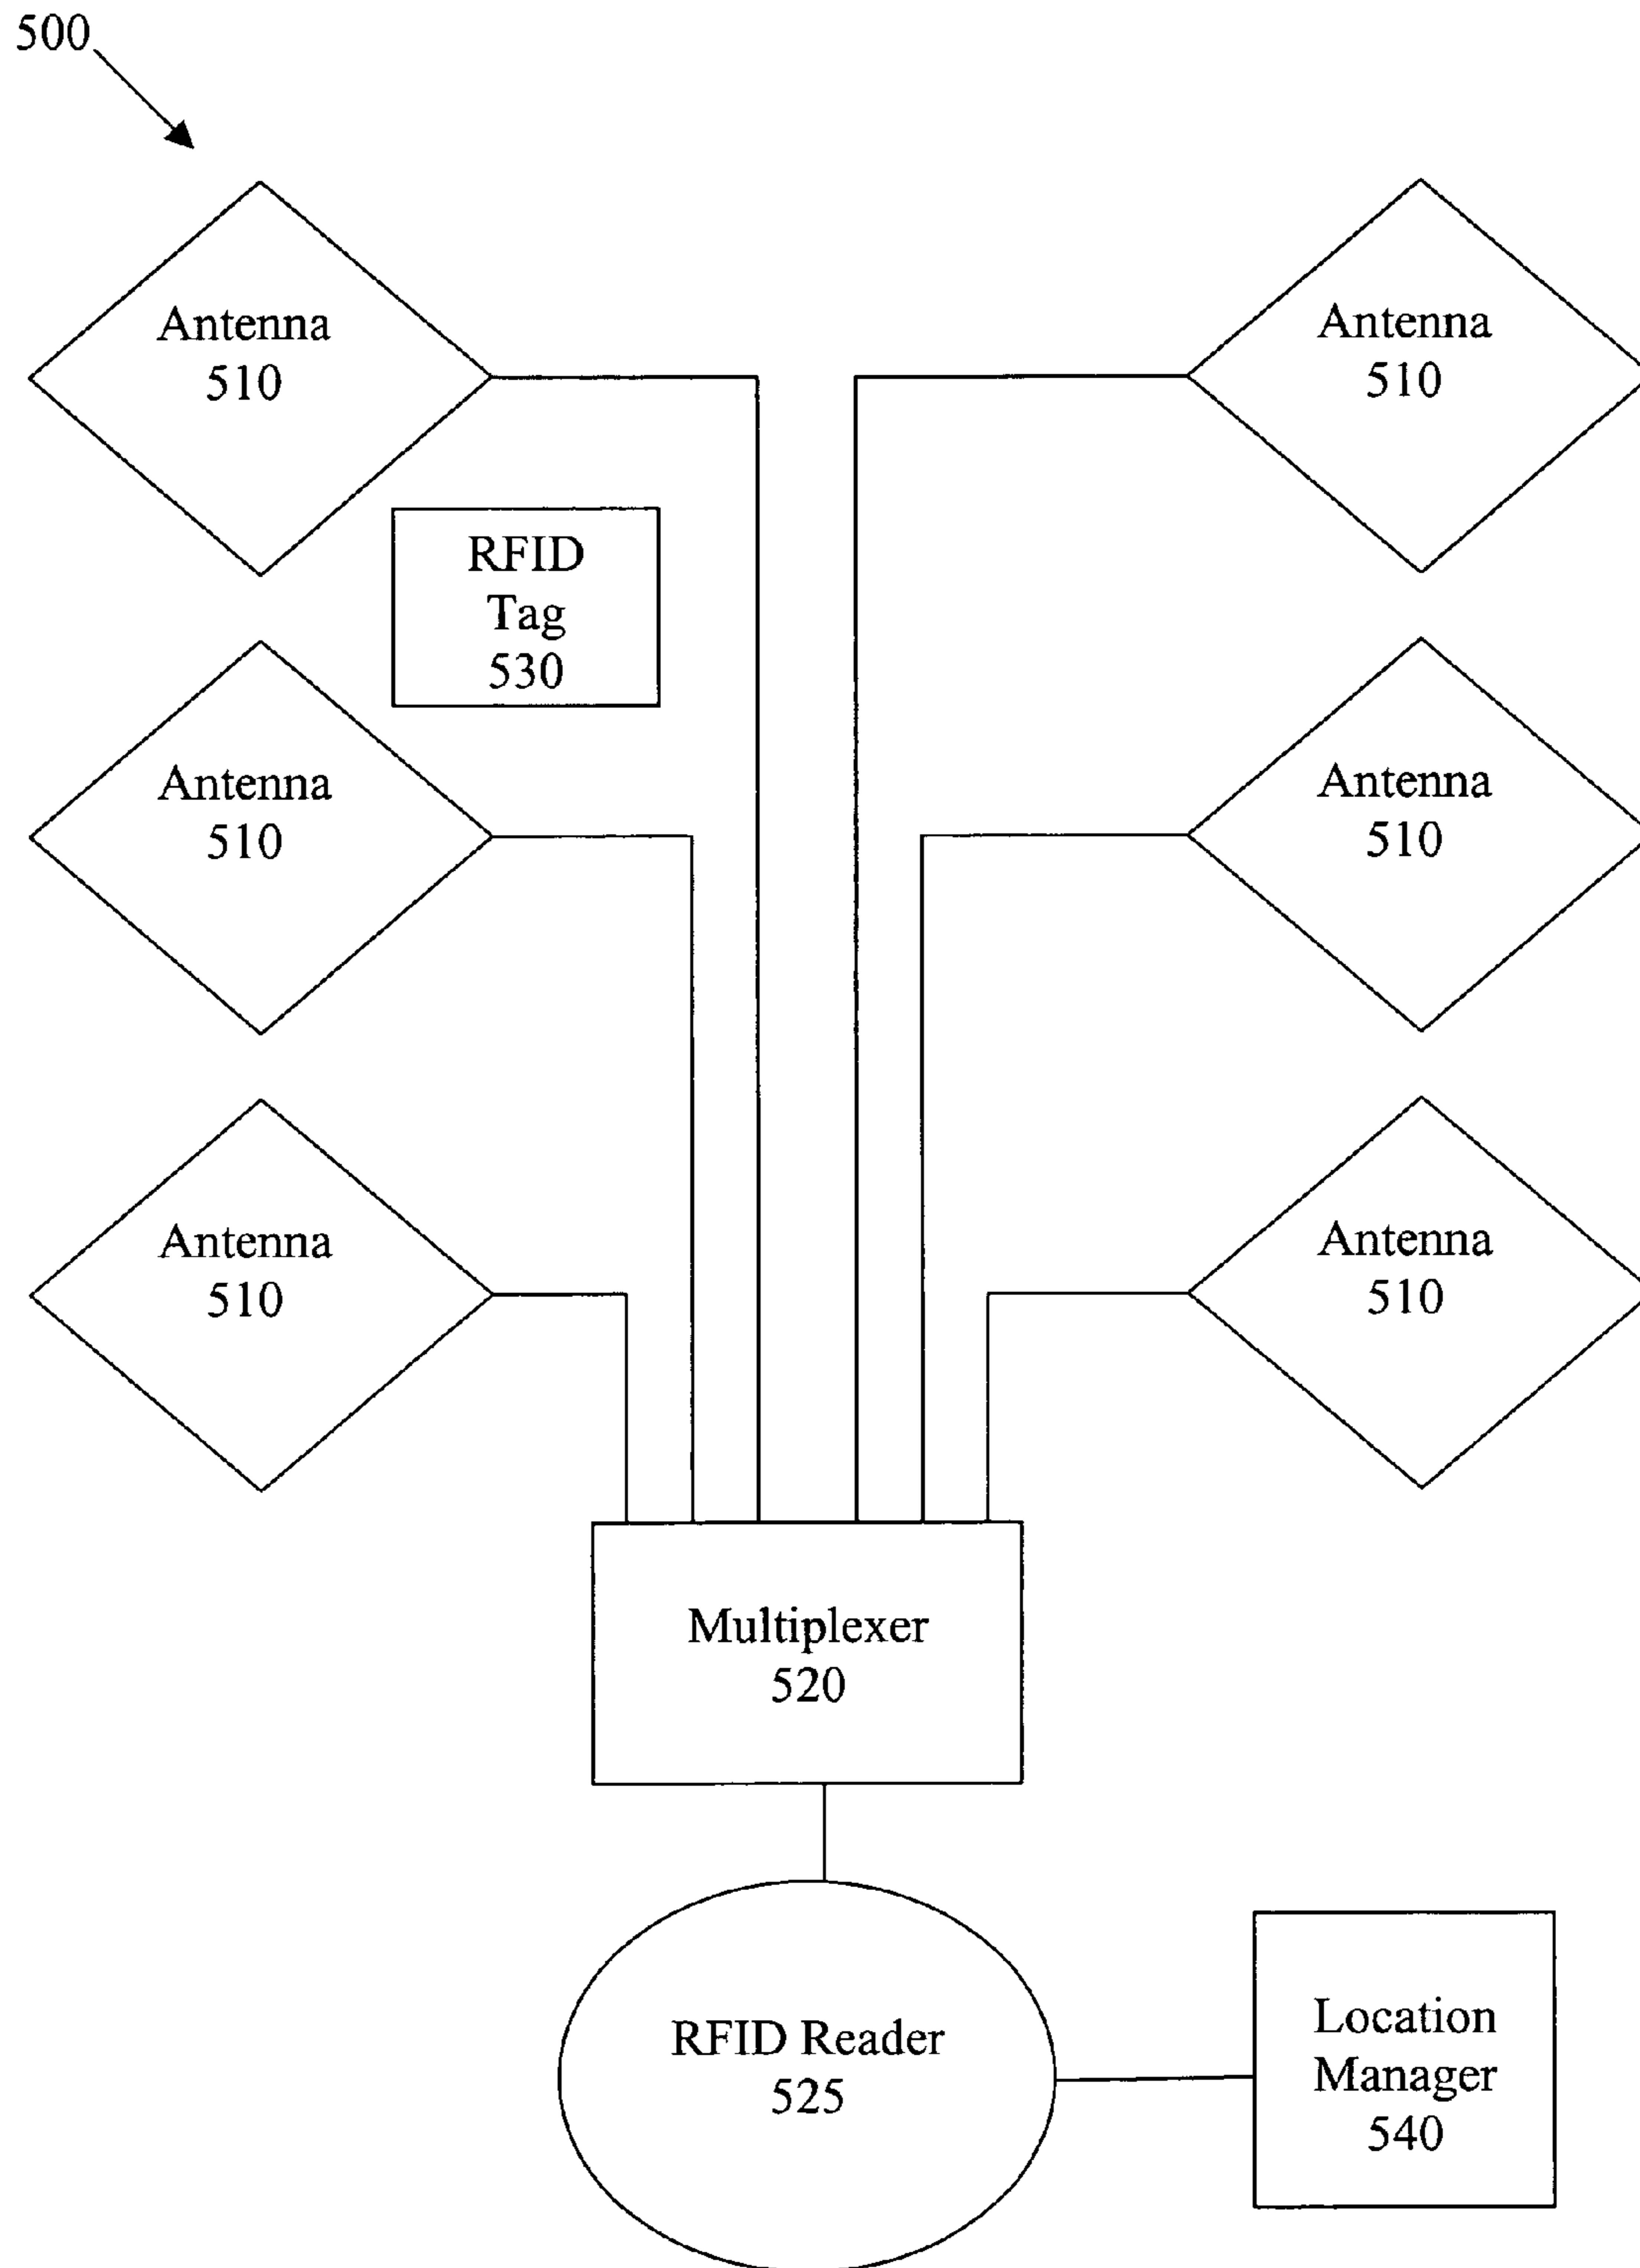 500
Antenna
510
Antenna
510
RFID
Tag
530
Antenna
510
Antenna
510
Antenna
510
Antenna
510
Multiplexer
520
RFID Reader
525
Location
Manager
540